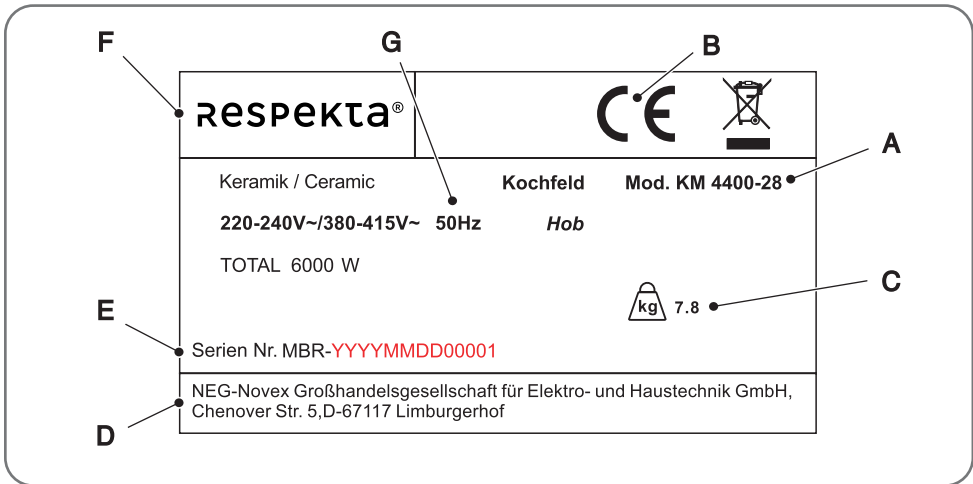 F
G
B
Respekta®
CE
A
Keramik / Ceramic Kochfeld Mod. KM 4400-28
220-240V~/380-415V~ 50Hz Hob
TOTAL 6000 W
C
kg 7.8
E
Serien Nr. MBR-YYYYMMDD00001
NEG-Novex Großhandelsgesellschaft für Elektro- und Haustechnik GmbH,
Chenover Str. 5,D-67117 Limburgerhof
D